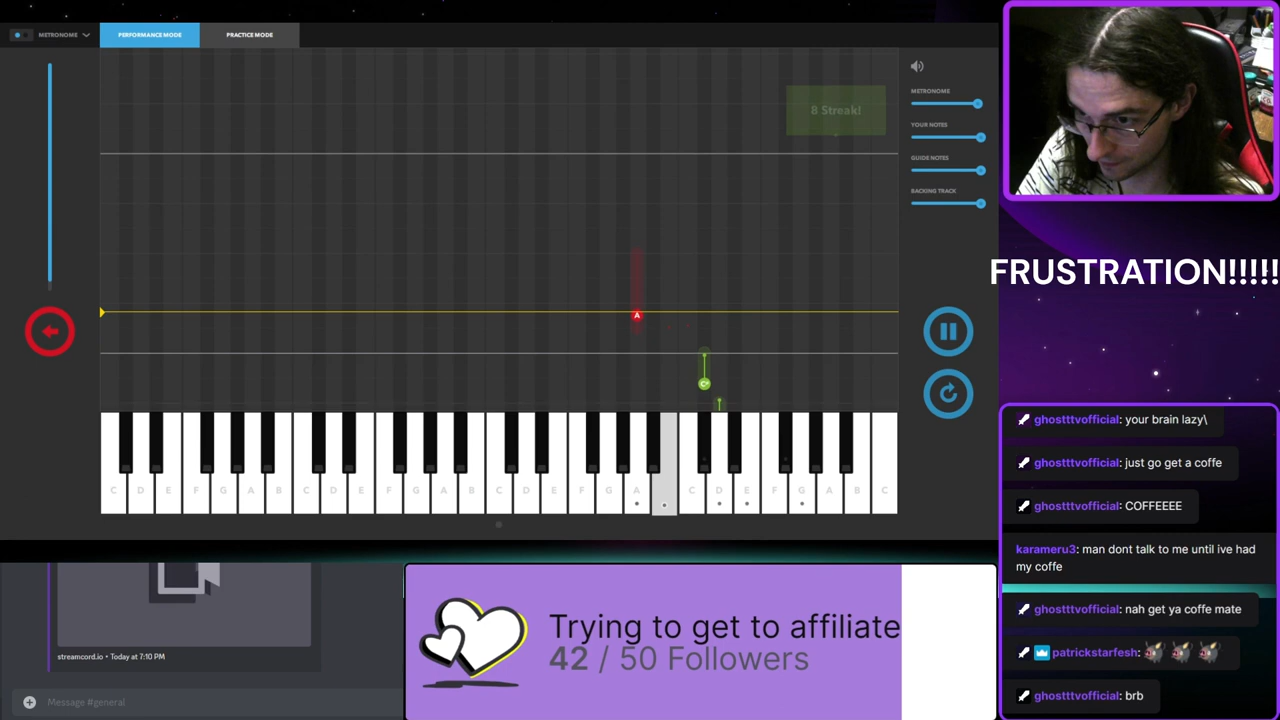 METRONOME
PERFORMANCE MODE
PRACTICE MODE
8 Streak!
METRONOME
YOUR NOTES
GUIDE NOTES
BACKING TRACK
A
C#
C D E F G A B C D E F G A B C D E F G A B C D E F G A C D E F G A B C
FRUSTRATION!!!!!
ghostttvofficial: your brain lazy\
ghostttvofficial: just go get a coffe
ghostttvofficial: COFFEEEE
karameru3: man dont talk to me until ive had
my coffe
ghostttvofficial: nah get ya coffe mate
patrickstarfesh:
ghostttvofficial: brb
streamcord.io • Today at 7:10 PM
Message #general
Trying to get to affiliate
42 / 50 Followers